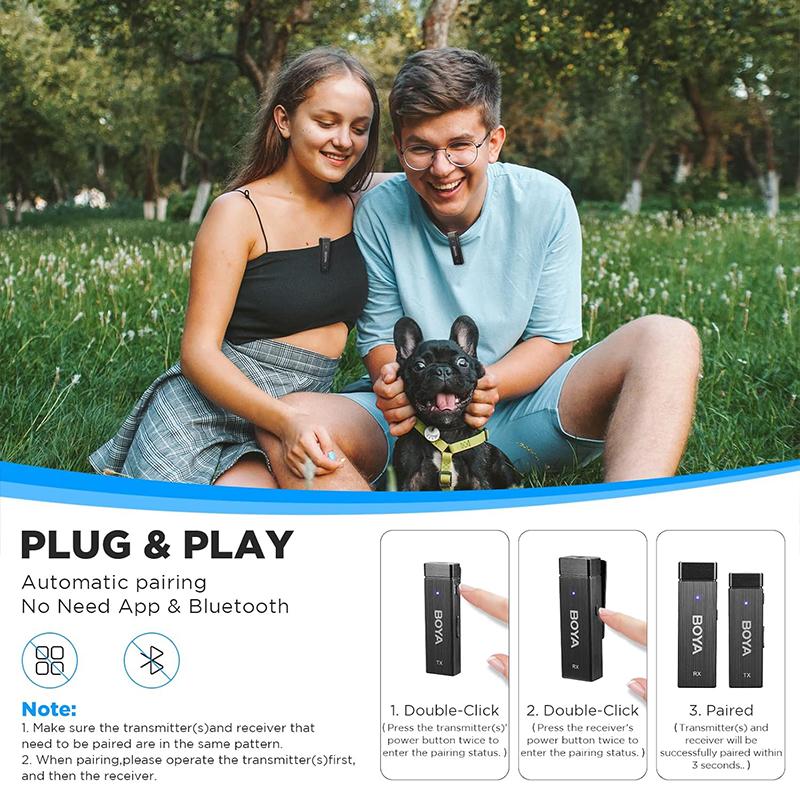 PLUG & PLAY
Automatic pairing
No Need App & Bluetooth
Note:
1. Make sure the transmitter(s)and receiver that
need to be paired are in the same pattern.
2. When pairing,please operate the transmitter(s)first,
and then the receiver.
BOYA
TX
1. Double-Click
(Press the transmitter(s)'
power button twice to
enter the pairing status.)
BOYA
RX
2. Double-Click
(Press the receiver's
power button twice to
enter the pairing status.)
BOYA
RX
BOYA
TX
3. Paired
(Transmitter(s) and
receiver will be
successfully paired within
3 seconds..)